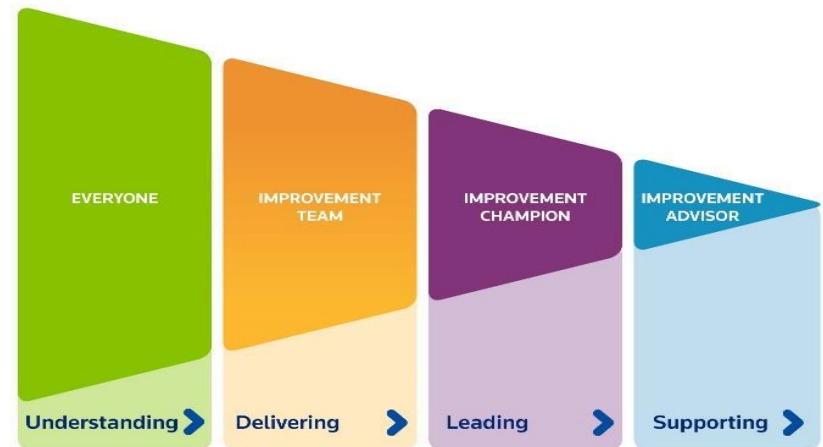 EVERYONE
IMPROVEMENT
TEAM
IMPROVEMENT
CHAMPION
IMPROVEMENT
ADVISOR
Understanding
Delivering
Leading
Supporting